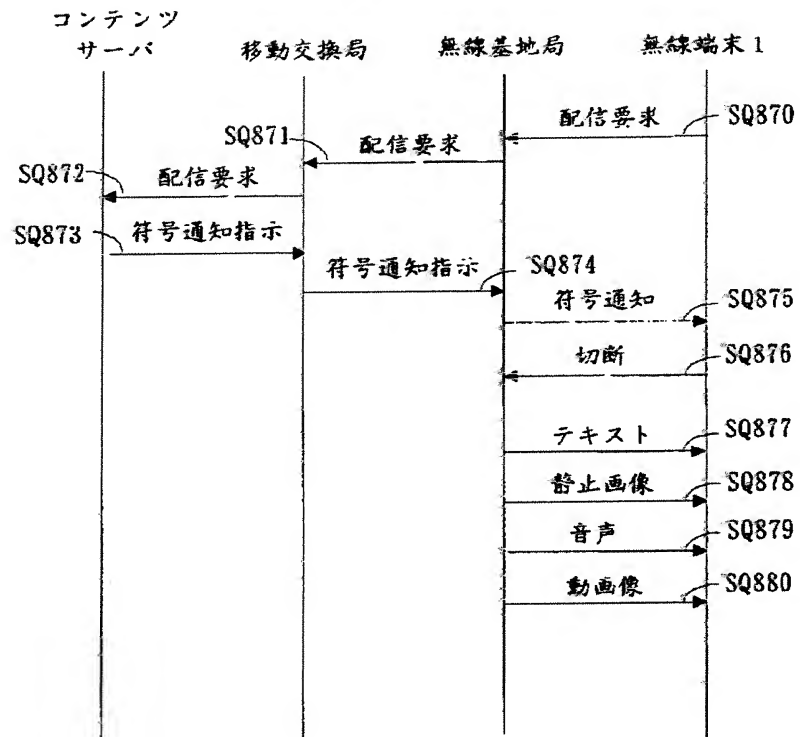 コンテンツ
サーバ
移動交換局
無線基地局
無線端末1
配信要求
SQ870
SQ871
配信要求
SQ872
配信要求
SQ873
符号通知指示
符号通知指示
SQ874
符号通知
SQ875
切断
SQ876
テキスト
SQ877
静止画像
SQ878
音声
SQ879
動画像
SQ880